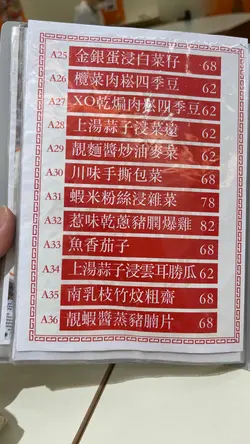 A25 金銀蛋浸白菜仔 68
A26 欖菜肉崧四季豆 62
A27 XO乾煸肉崧四季豆 62
A28 上湯蒜子浸菜遠 62
A29 靚麵醬炒油麥菜 62
A30 川味手撕包菜 68
A31 蝦米粉絲浸雜菜 78
A32 惹味乾蔥豬膶爆雞 82
A33 魚香茄子 68
A34 上湯蒜子浸雲耳勝瓜 62
A35 南乳枝竹炆粗齋 68
A36 靚蝦醬蒸豬腩片 68